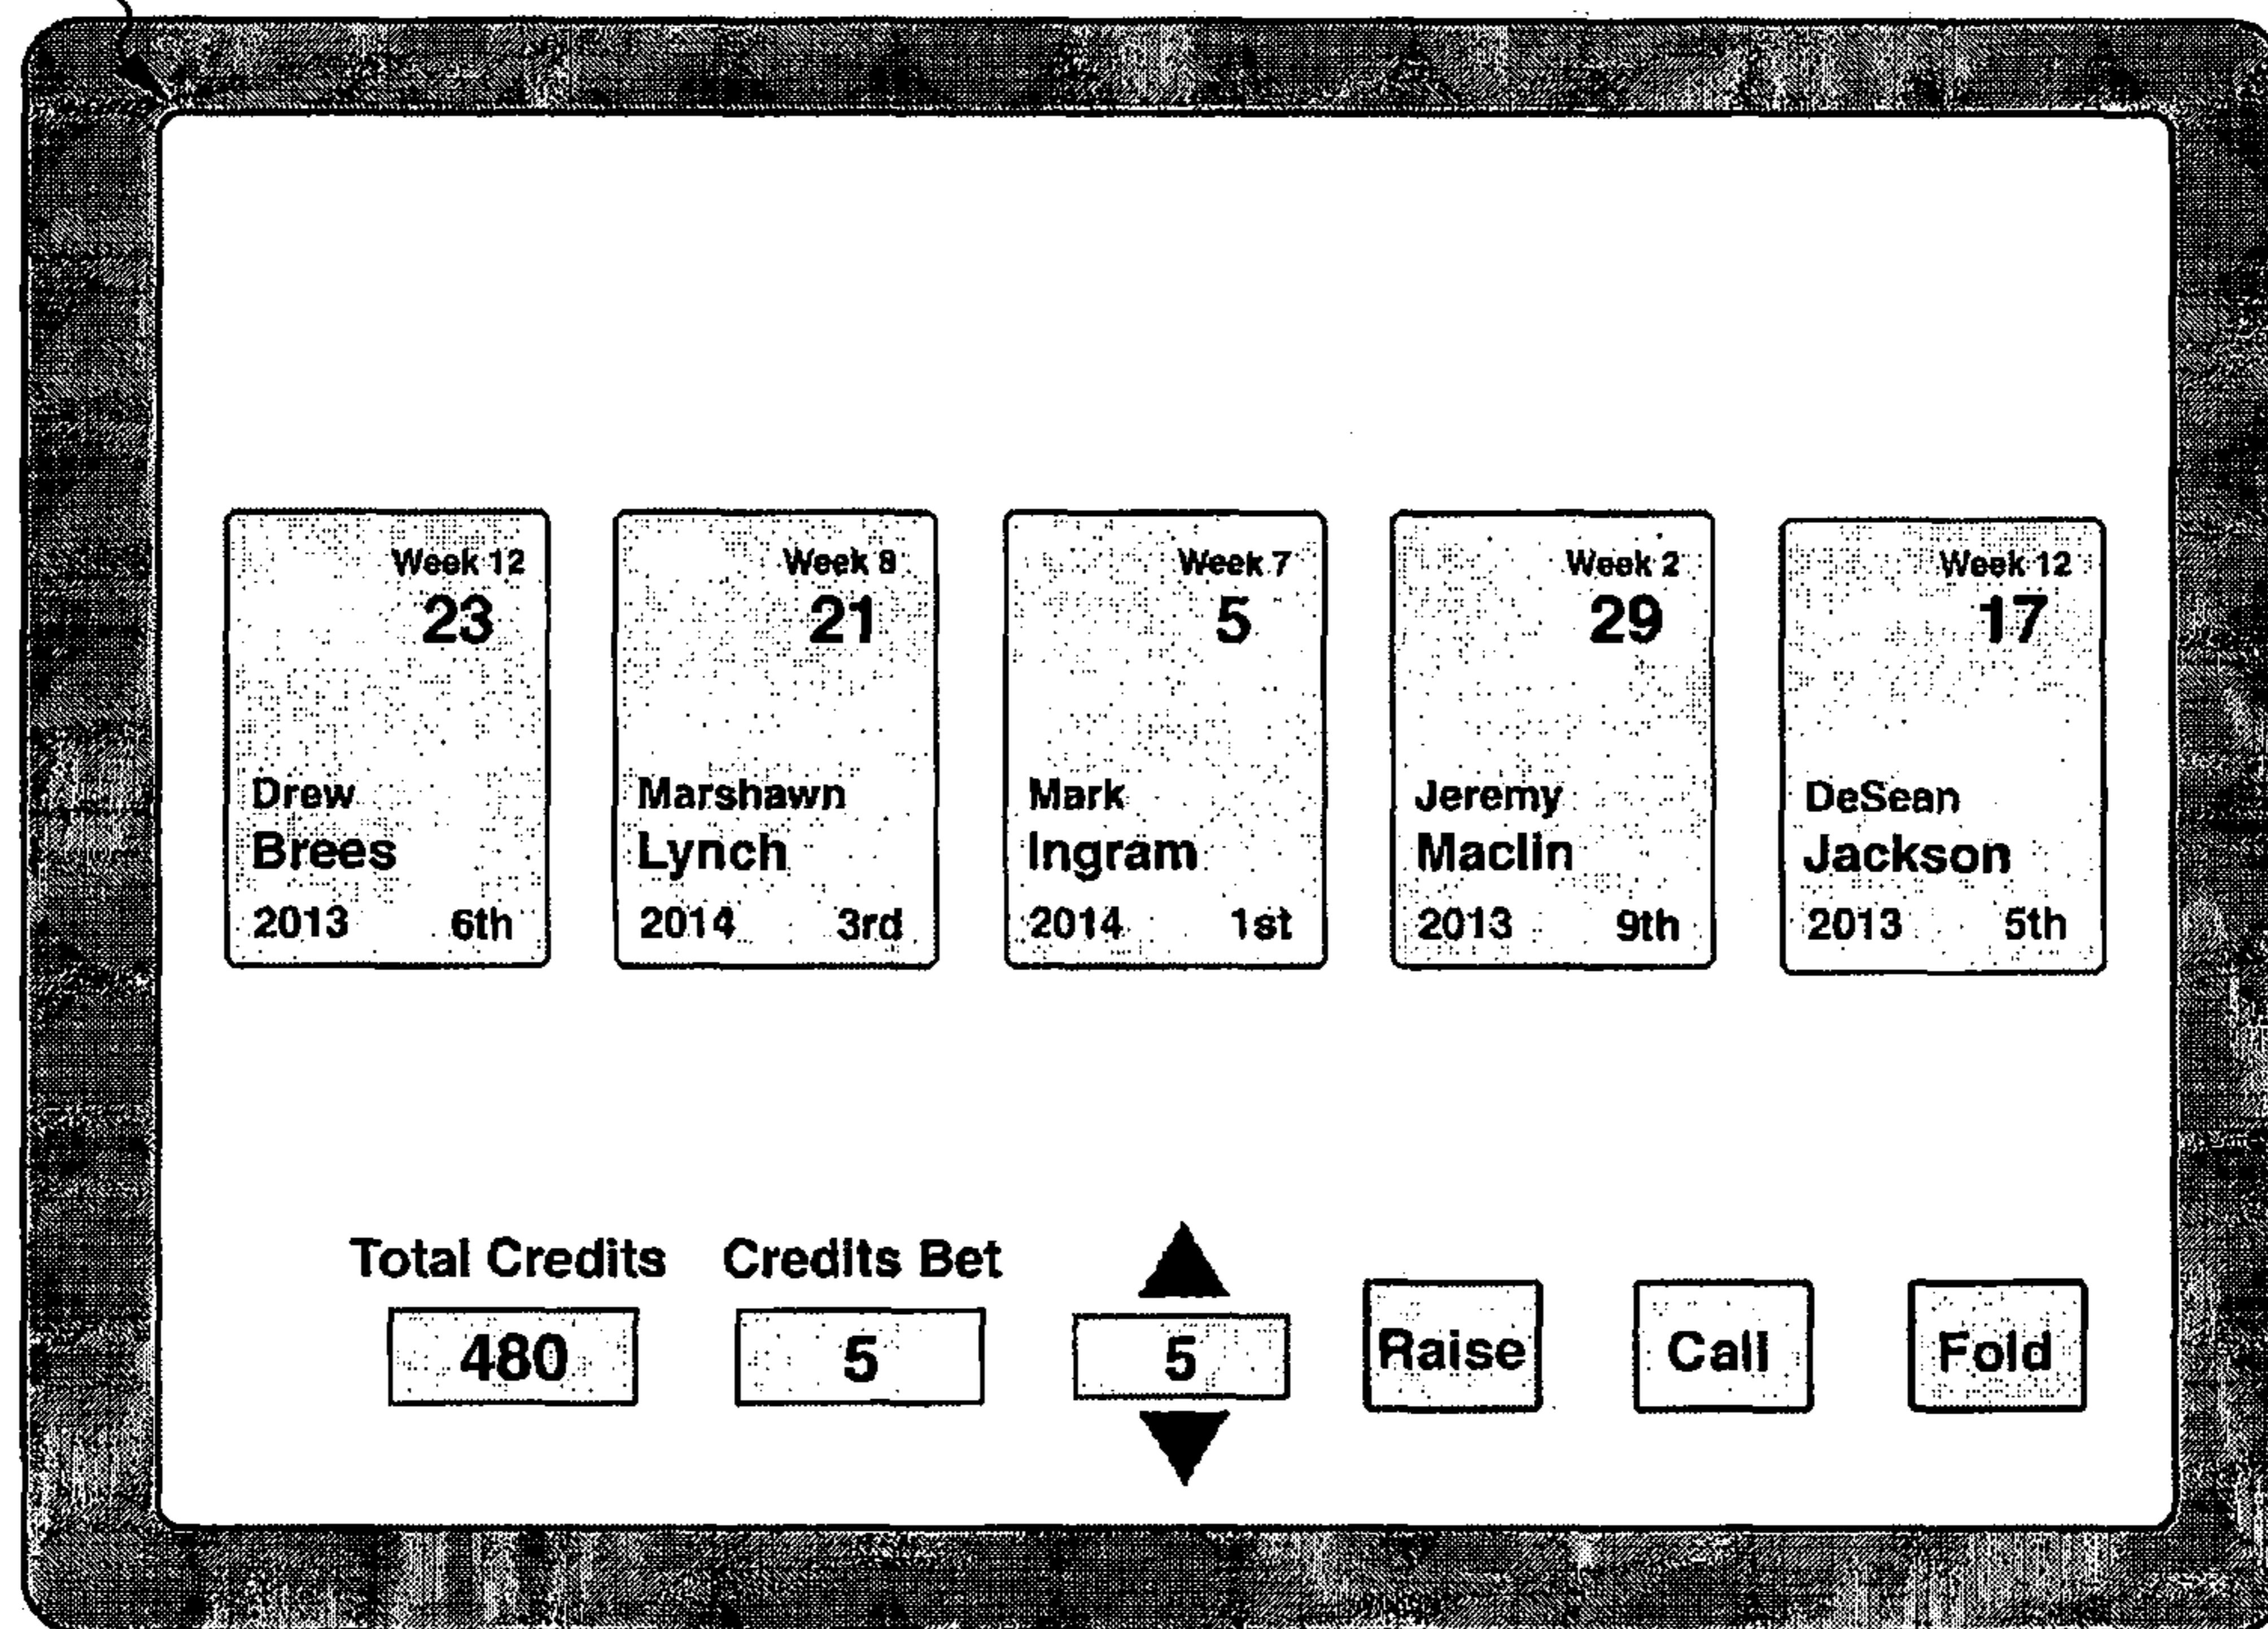 Week 12
23
Drew
Brees
2013 6th
Week 8
21
Marshawn
Lynch
2014 3rd
Week 7
5
Mark
Ingram
2014 1st
Week 2
29
Jeremy
Maclin
2013 9th
Week 12
17
DeSean
Jackson
2013 5th
Total Credits
480
Credits Bet
5
5
Raise
Call
Fold